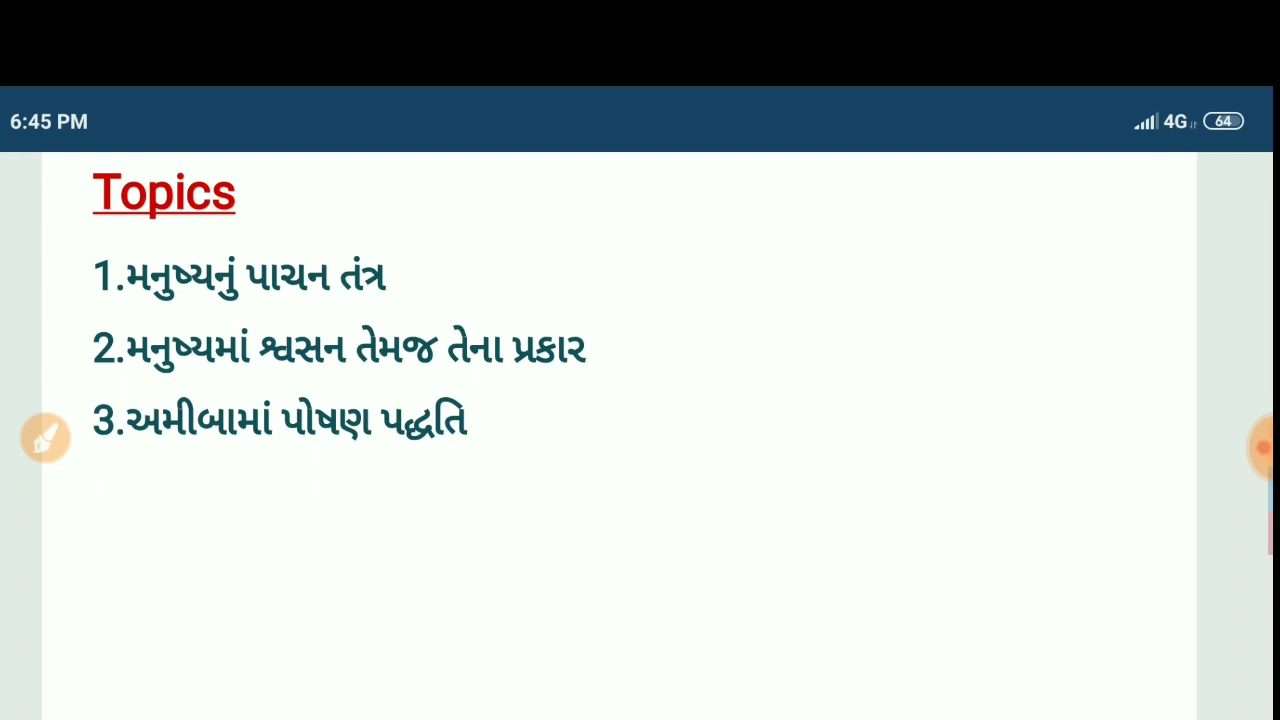 6:45 PM 4G 64
Topics
1.મનુષ્યનું પાચન તંત્ર
2.મનુષ્યમાં શ્વસન તેમજ તેના પ્રકાર
3.અમીબામાં પોષણ પદ્ધતિ